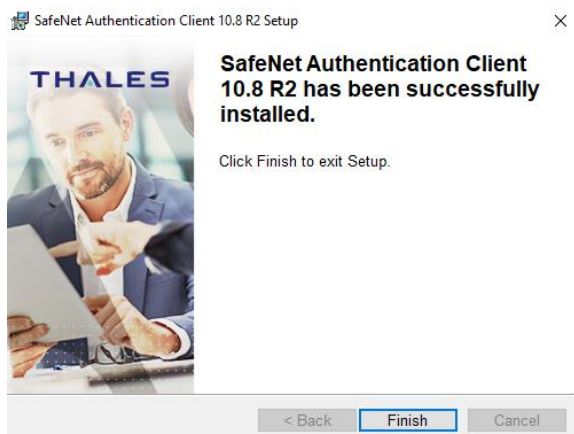 SafeNet Authentication Client 10.8 R2 Setup
THALES
SafeNet Authentication Client
10.8 R2 has been successfully
installed.
Click Finish to exit Setup.
< Back
Finish
Cancel